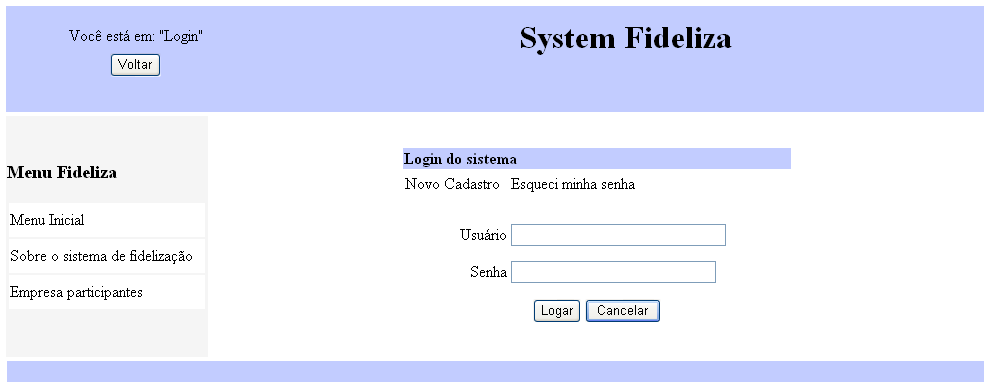 Você está em: "Login"
System Fideliza
Voltar
Menu Fideliza
Menu Inicial
Sobre o sistema de fidelização
Empresa participantes
Login do sistema
Novo Cadastro Esqueci minha senha
Usuário
Senha
Logar Cancelar